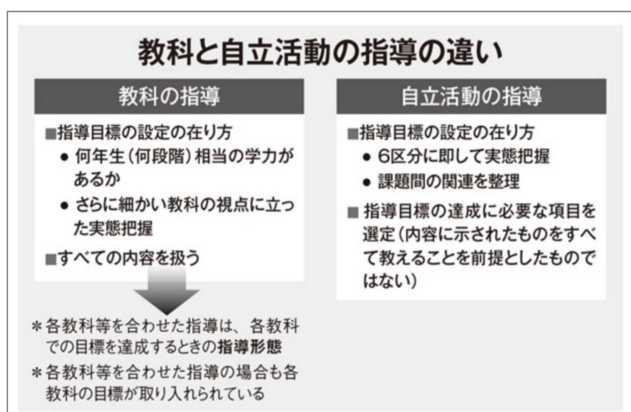 教科と自立活動の指導の違い
教科の指導
■指導目標の設定の在り方
● 何年生(何段階)相当の学力が
あるか
● さらに細かい教科の視点に立っ
た実態把握
■すべての内容を扱う
＊各教科等を合わせた指導は、各教科
での目標を達成するときの指導形態
＊各教科等を合わせた指導の場合も各
教科の目標が取り入れられている
自立活動の指導
■指導目標の設定の在り方
● 6区分に即して実態把握
● 課題間の関連を整理
■ 指導目標の達成に必要な項目を
選定(内容に示されたものをすべ
て教えることを前提としたもので
はない)